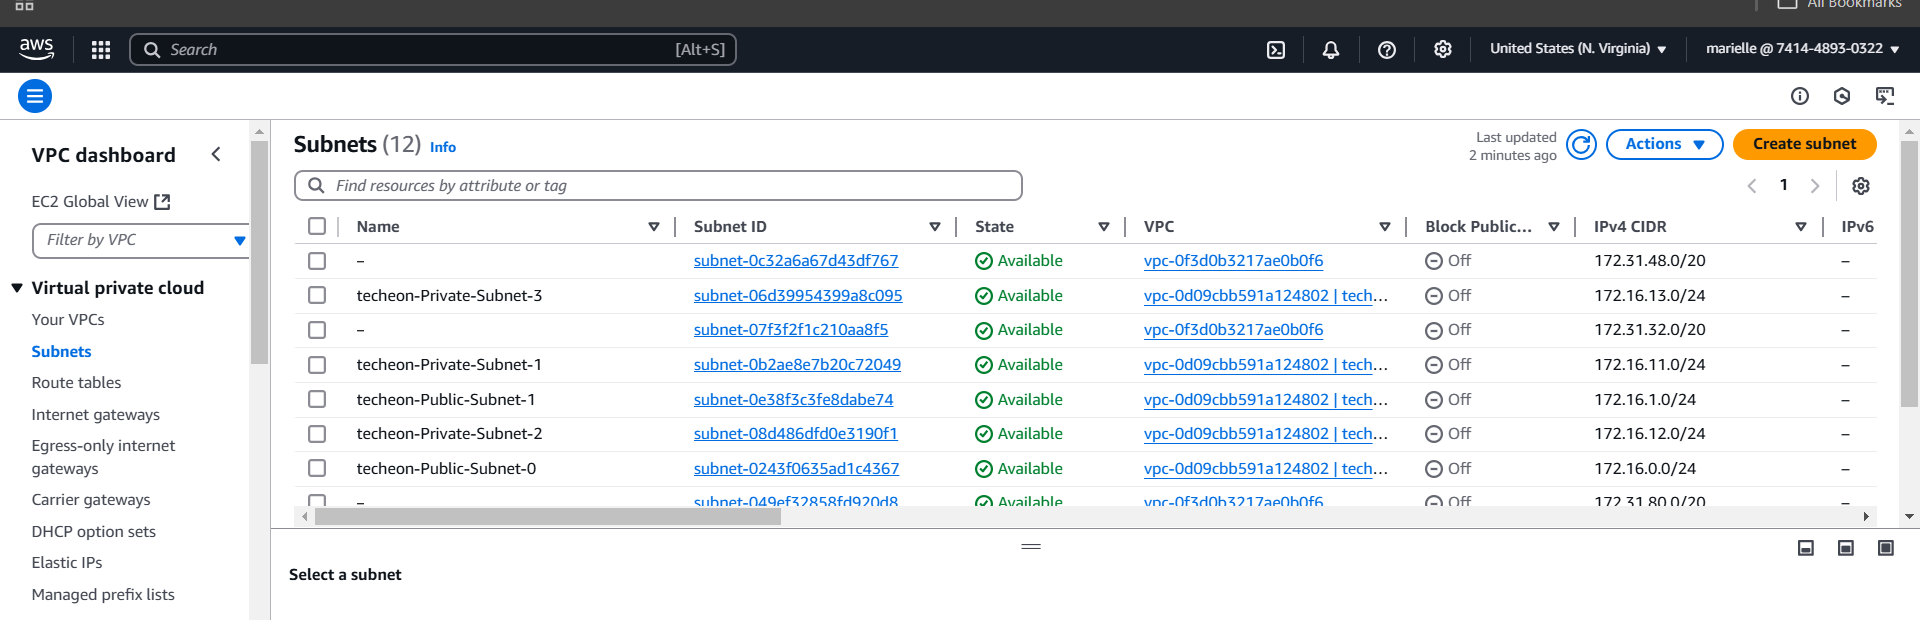 All Bookmarks
aws
Search [Alt+S]
United States (N. Virginia)
marielle @ 7414-4893-0322
VPC dashboard
EC2 Global View
Filter by VPC
Virtual private cloud
Your VPCs
Subnets
Route tables
Internet gateways
Egress-only internet
gateways
Carrier gateways
DHCP option sets
Elastic IPs
Managed prefix lists
Subnets (12) Info
Last updated
2 minutes ago
Actions
Create subnet
Find resources by attribute or tag
1
Name Subnet ID State VPC Block Public... IPv4 CIDR IPv6
– subnet-0c32a6a67d43df767 Available vpc-0f3d0b3217ae0b0f6 Off 172.31.48.0/20 –
techeon-Private-Subnet-3 subnet-06d39954399a8c095 Available vpc-0d09cbb591a124802 | tech... Off 172.16.13.0/24 –
– subnet-07f3f2f1c210aa8f5 Available vpc-0f3d0b3217ae0b0f6 Off 172.31.32.0/20 –
techeon-Private-Subnet-1 subnet-0b2ae8e7b20c72049 Available vpc-0d09cbb591a124802 | tech... Off 172.16.11.0/24 –
techeon-Public-Subnet-1 subnet-0e38f3c3fe8dabe74 Available vpc-0d09cbb591a124802 | tech... Off 172.16.1.0/24 –
techeon-Private-Subnet-2 subnet-08d486dfd0e3190f1 Available vpc-0d09cbb591a124802 | tech... Off 172.16.12.0/24 –
techeon-Public-Subnet-0 subnet-0243f0635ad1c4367 Available vpc-0d09cbb591a124802 | tech... Off 172.16.0.0/24 –
– subnet-049ef32858fd920d8 Available vpc-0f3d0b3217ae0b0f6 Off 172.31.80.0/20 –
Select a subnet